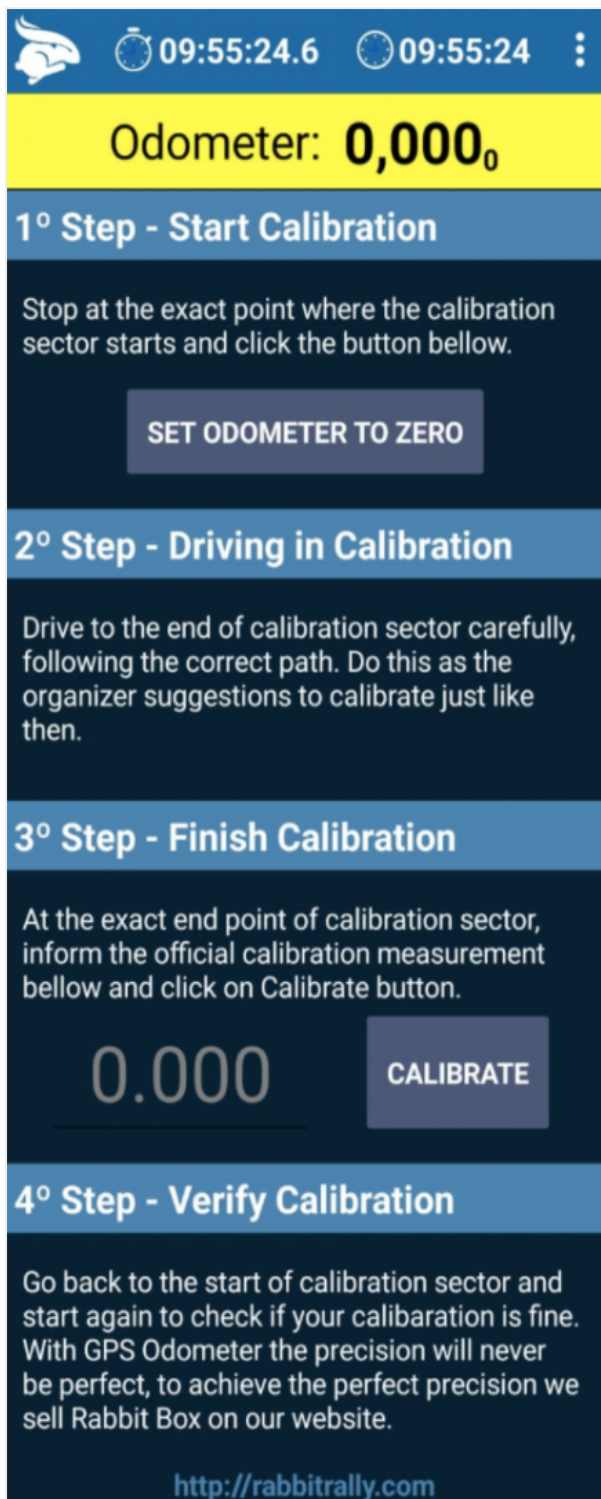 09:55:24.6 09:55:24
Odometer: 0,0000
1º Step - Start Calibration
Stop at the exact point where the calibration
sector starts and click the button bellow.
SET ODOMETER TO ZERO
2º Step - Driving in Calibration
Drive to the end of calibration sector carefully,
following the correct path. Do this as the
organizer suggestions to calibrate just like
then.
3º Step - Finish Calibration
At the exact end point of calibration sector,
inform the official calibration measurement
bellow and click on Calibrate button.
0.000 CALIBRATE
4º Step - Verify Calibration
Go back to the start of calibration sector and
start again to check if your calibaration is fine.
With GPS Odometer the precision will never
be perfect, to achieve the perfect precision we
sell Rabbit Box on our website.
http://rabbitrally.com